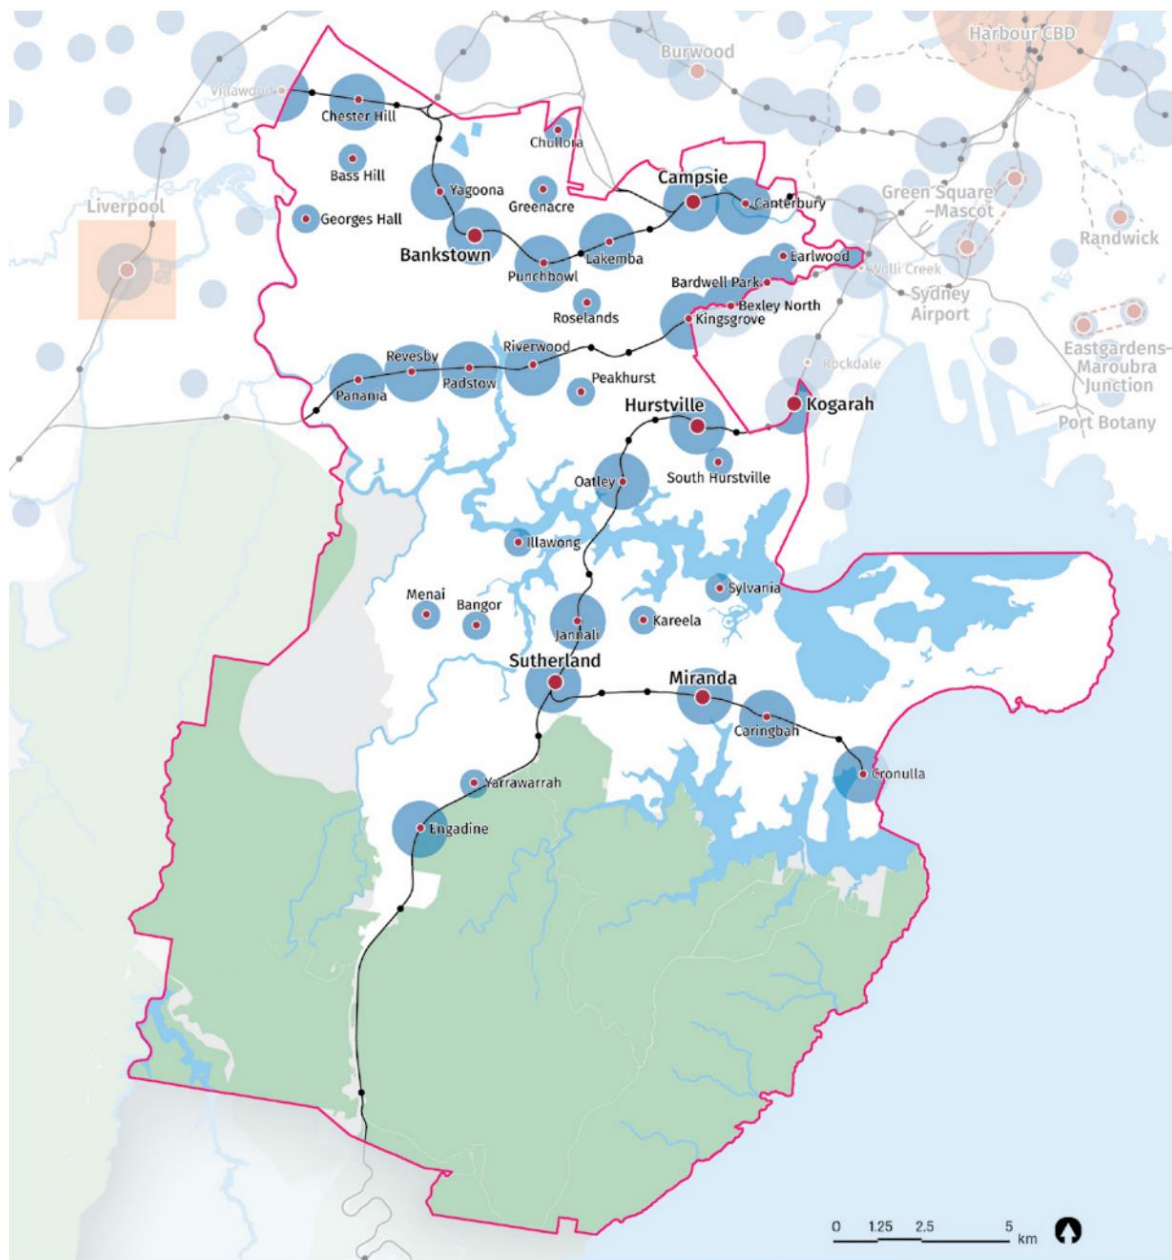 Harbour CBD
Burwood
Villawood
Chester Hill
Chullora
Bass Hill
Yagoona
Greenacre
Campsie
Canterbury
Green Square
-Mascot
Liverpool
Georges Hall
Randwick
Bankstown
Lakemba
Punchbowl
Earlwood
Wolli Creek
Bardwell Park
Sydney
Airport
Bexley North
Roselands
Kingsgrove
Eastgardens-
Maroubra
Junction
Riverwood
Revesby
Padstow
Panania
Peakhurst
Rockdale
Hurstville
Kogarah
Port Botany
South Hurstville
Oatley
Illawong
Sylvania
Menai
Bangor
Kareela
Jannali
Sutherland
Miranda
Caringbah
Cronulla
Yarrawarrah
Engadine
0 1.25 2.5 5
km